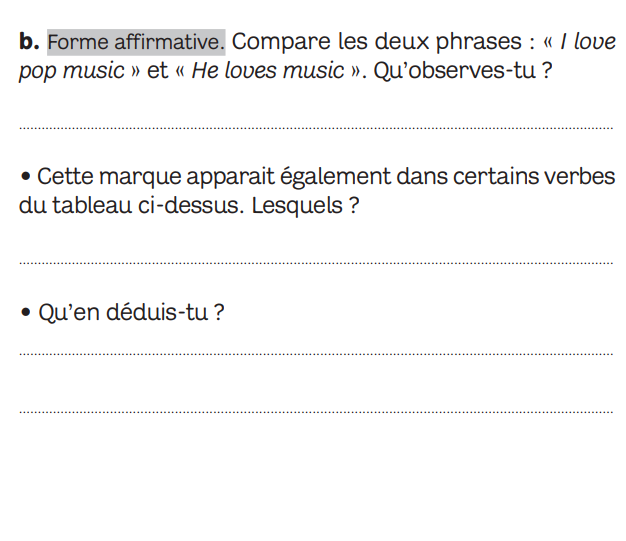 b. Forme affirmative. Compare les deux phrases : « I love
pop music » et « He loves music ». Qu’observes-tu ?
• Cette marque apparait également dans certains verbes
du tableau ci-dessus. Lesquels ?
• Qu’en déduis-tu ?